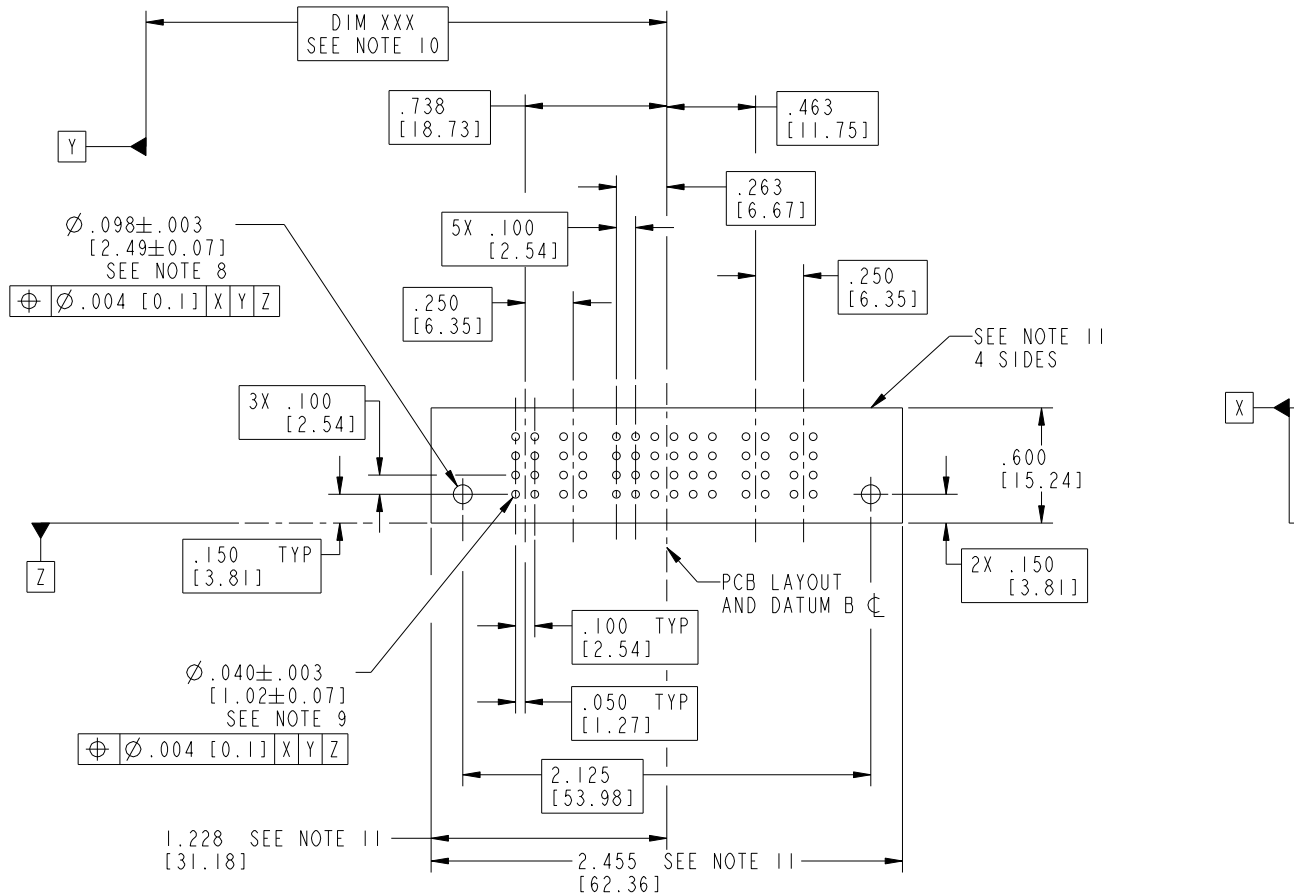 DIM XXX
SEE NOTE 10
.738
[18.73]
.463
[11.75]
Y
.263
[6.67]
Ø.098±.003
[2.49±0.07]
SEE NOTE 8
⌖ Ø.004 [0.1] X Y Z
5X .100
[2.54]
.250
[6.35]
.250
[6.35]
SEE NOTE 11
4 SIDES
3X .100
[2.54]
X
.600
[15.24]
.150 TYP
[3.81]
Z
2X .150
[3.81]
PCB LAYOUT
AND DATUM B ℄
.100 TYP
[2.54]
Ø.040±.003
[1.02±0.07]
SEE NOTE 9
⌖ Ø.004 [0.1] X Y Z
.050 TYP
[1.27]
2.125
[53.98]
1.228 SEE NOTE 11
[31.18]
2.455 SEE NOTE 11
[62.36]